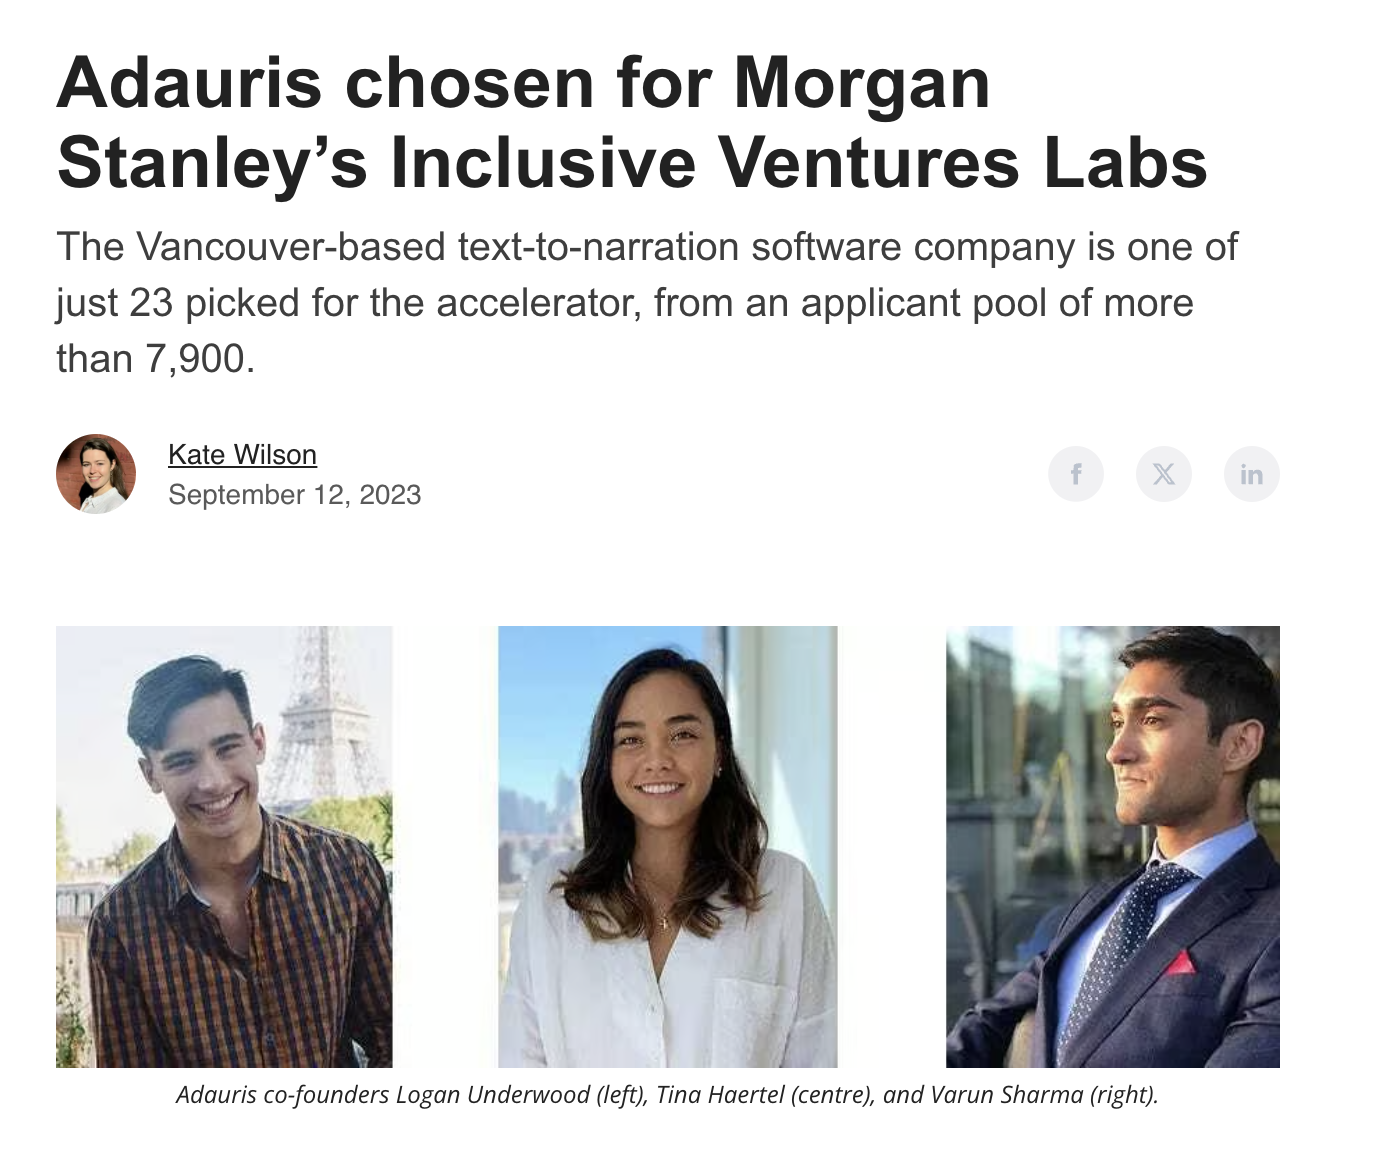 Adauris chosen for Morgan
Stanley’s Inclusive Ventures Labs
The Vancouver-based text-to-narration software company is one of
just 23 picked for the accelerator, from an applicant pool of more
than 7,900.
Kate Wilson
September 12, 2023
f X in
Adauris co-founders Logan Underwood (left), Tina Haertel (centre), and Varun Sharma (right).